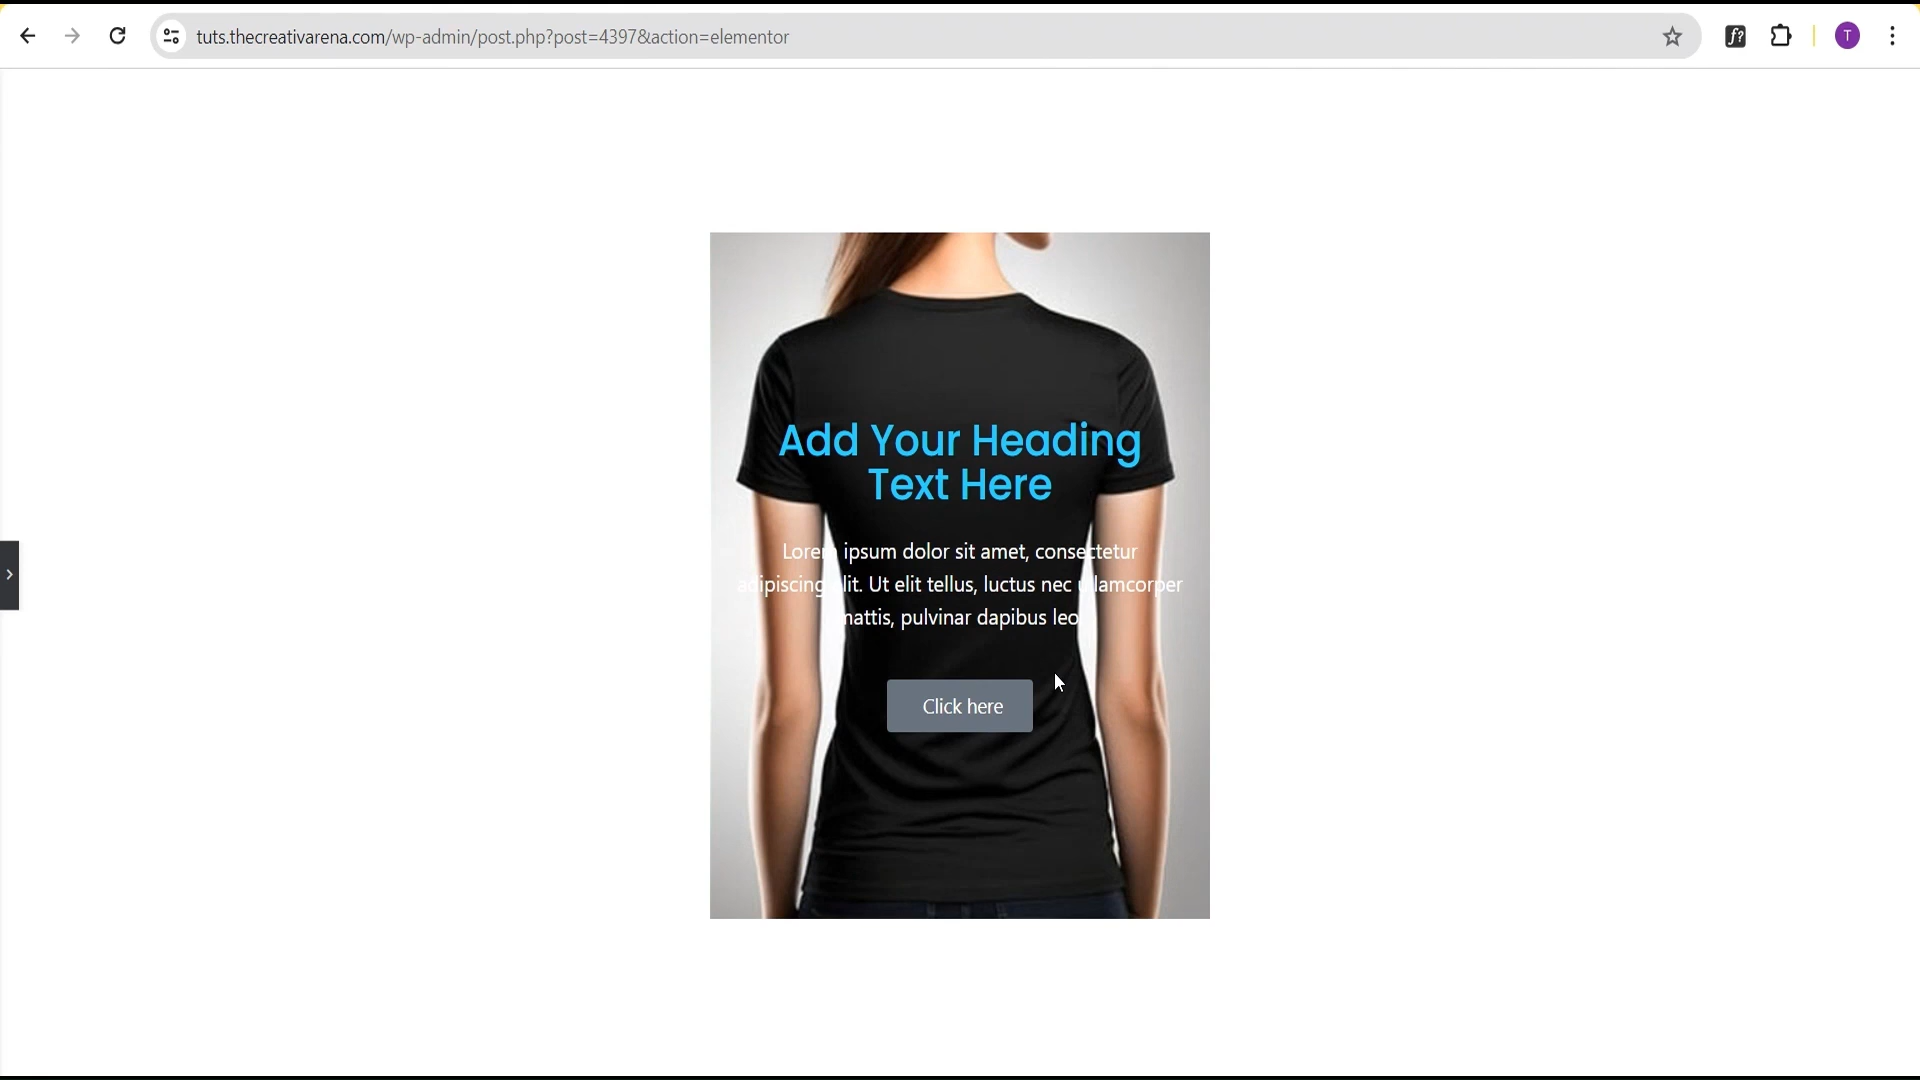 tuts.thecreativarena.com/wp-admin/post.php?post=4397&action=elementor
f?
T
Add Your Heading
Text Here
Lorem ipsum dolor sit amet, consectetur
adipiscing elit. Ut elit tellus, luctus nec ullamcorper
mattis, pulvinar dapibus leo
Click here